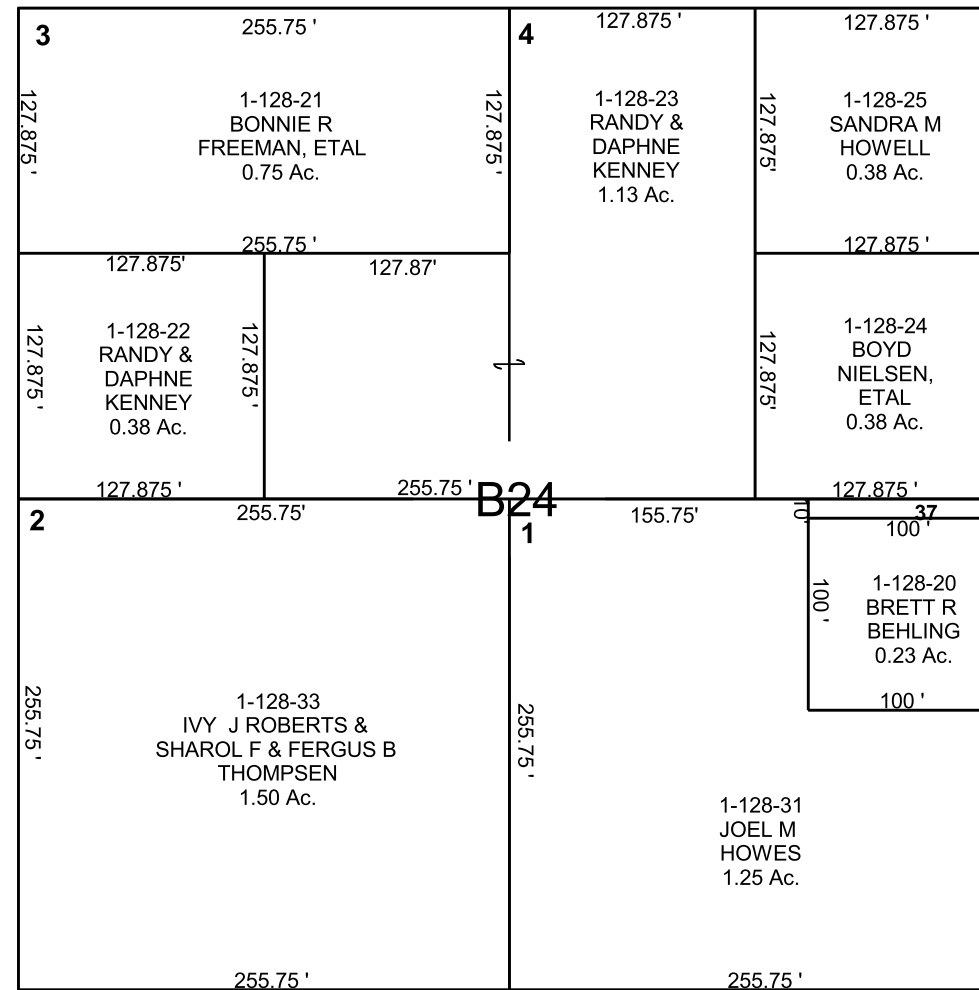 3
255.75 '
127.875 '
1-128-21
BONNIE R
FREEMAN, ETAL
0.75 Ac.
127.875 '
255.75 '
4
127.875 '
1-128-23
RANDY &
DAPHNE
KENNEY
1.13 Ac.
127.875 '
127.875 '
1-128-25
SANDRA M
HOWELL
0.38 Ac.
127.875 '
127.875'
127.875 '
1-128-22
RANDY &
DAPHNE
KENNEY
0.38 Ac.
127.875 '
127.875 '
127.87'
255.75 '
127.875 '
1-128-24
BOYD
NIELSEN,
ETAL
0.38 Ac.
127.875 '
B24
2
255.75'
255.75 '
1-128-33
IVY J ROBERTS &
SHAROL F & FERGUS B
THOMPSEN
1.50 Ac.
255.75 '
1
155.75'
10'
37
100 '
100 '
1-128-20
BRETT R
BEHLING
0.23 Ac.
100 '
255.75 '
1-128-31
JOEL M
HOWES
1.25 Ac.
255.75 '